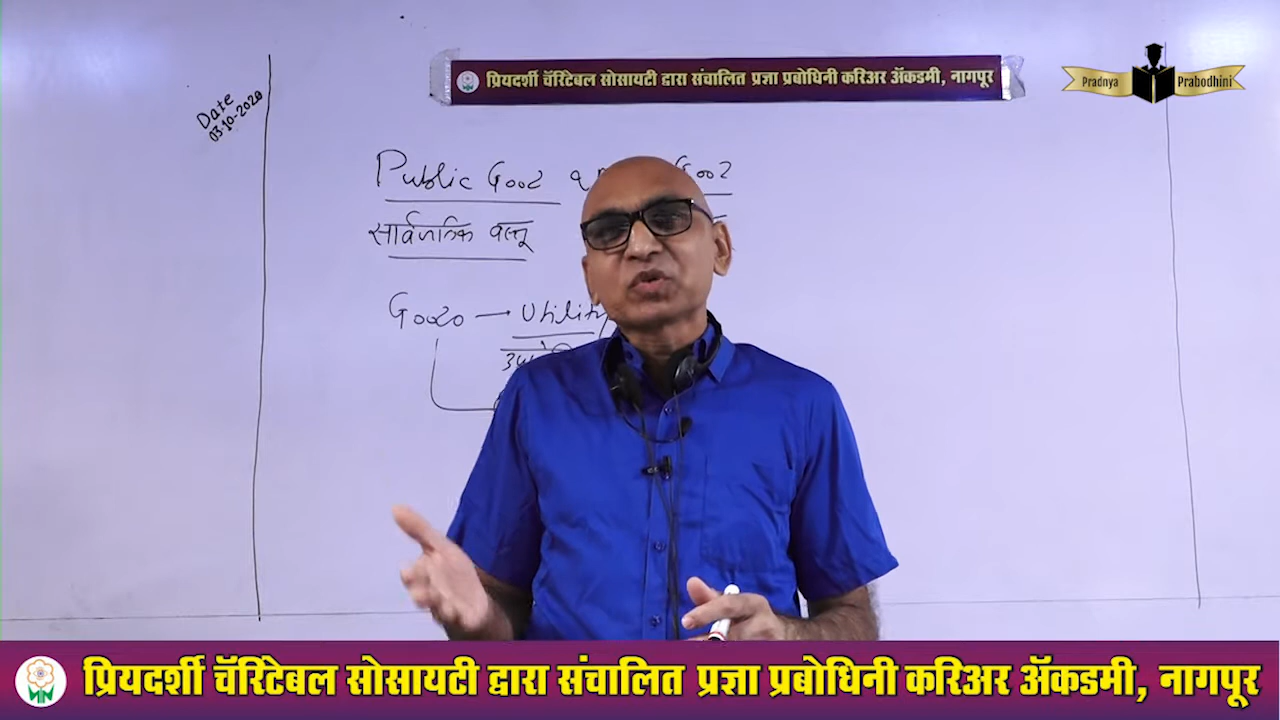 प्रियदर्शी चॅरिटेबल सोसायटी द्वारा संचालित प्रज्ञा प्रबोधिनी करिअर ॲकडमी, नागपूर
Pradnya Prabodhini
Date
03-10-2020
Public Good
सार्वजनिक वस्तू
Goods → Utility
प्रियदर्शी चॅरिटेबल सोसायटी द्वारा संचालित प्रज्ञा प्रबोधिनी करिअर ॲकडमी, नागपूर